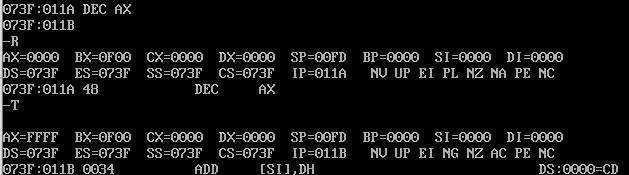 073F:011A DEC AX
073F:011B
-R
AX=0000 BX=0F00 CX=0000 DX=0000 SP=00FD BP=0000 SI=0000 DI=0000
DS=073F ES=073F SS=073F CS=073F IP=011A NV UP EI PL NZ NA PE NC
073F:011A 48 DEC AX
-T
AX=FFFF BX=0F00 CX=0000 DX=0000 SP=00FD BP=0000 SI=0000 DI=0000
DS=073F ES=073F SS=073F CS=073F IP=011B NV UP EI NG NZ AC PE NC
073F:011B 0034 ADD [SI],DH DS:0000=CD